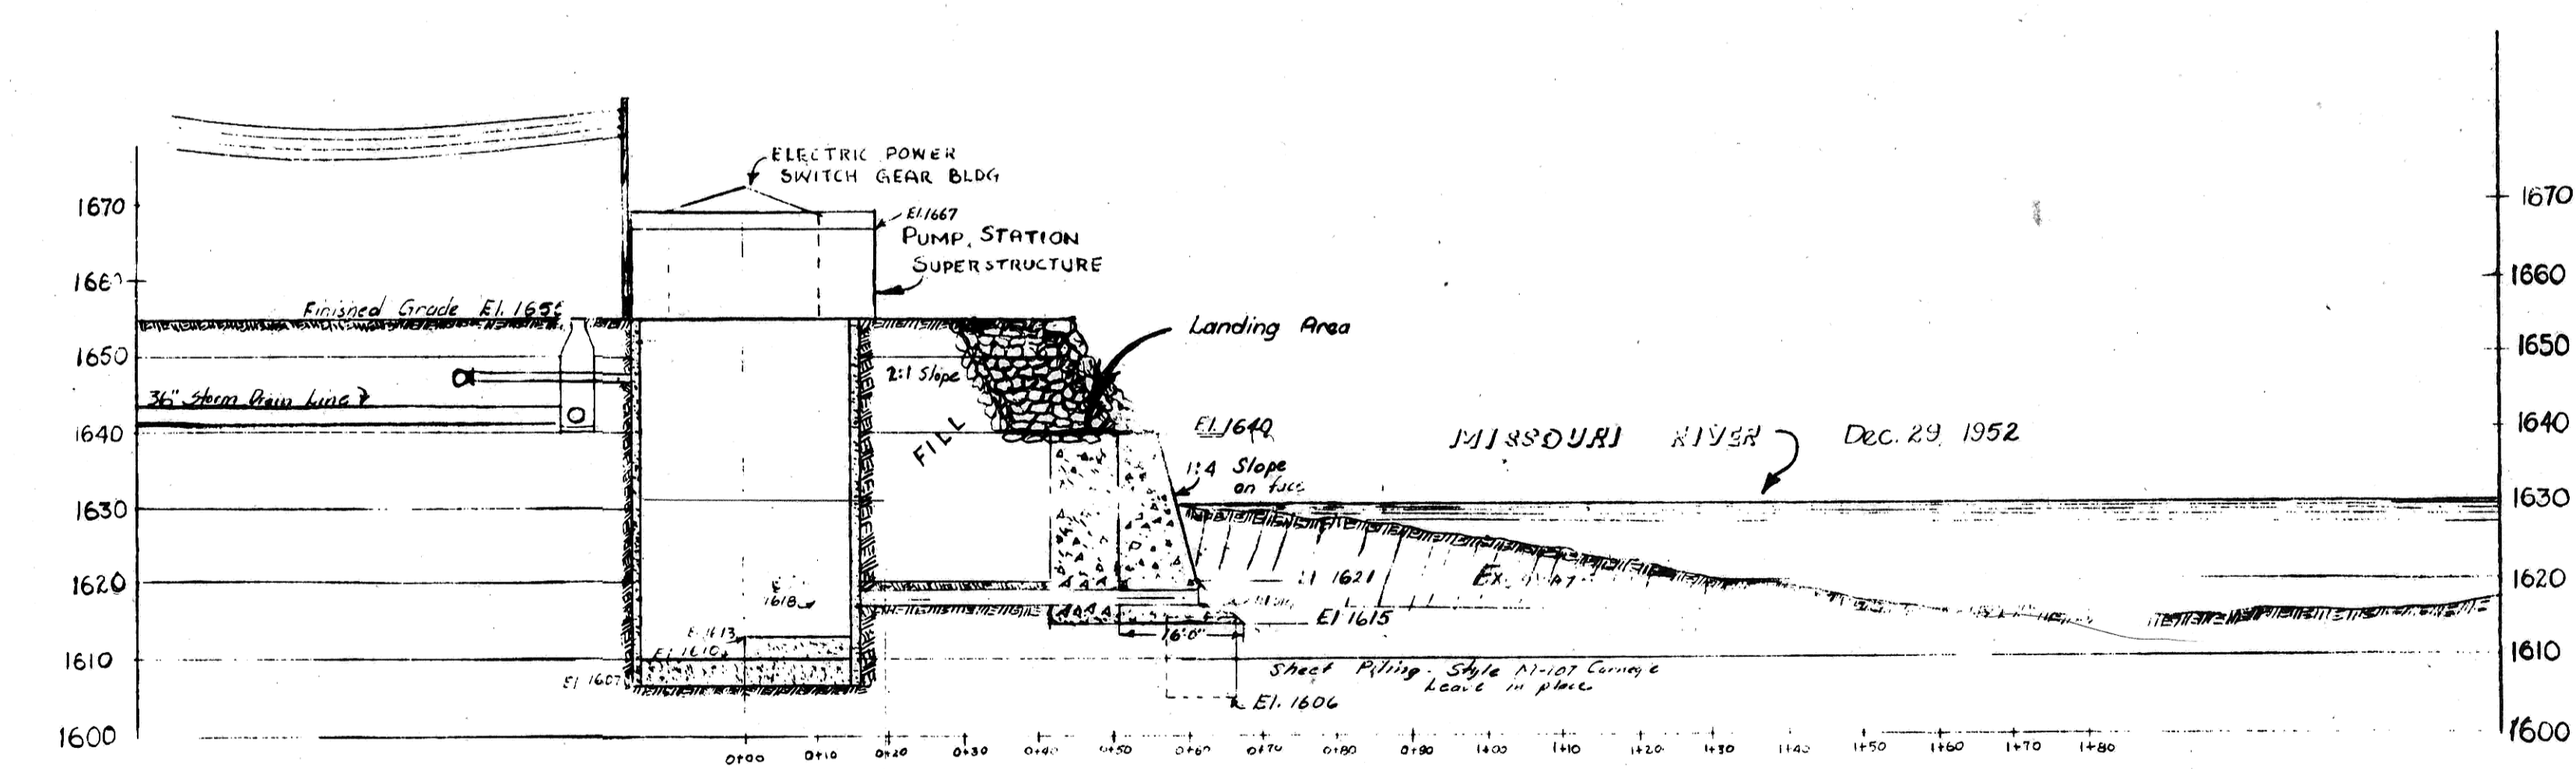 ELECTRIC POWER
SWITCH GEAR BLDG
El.1667
PUMP STATION
SUPERSTRUCTURE
1670
1670
1660
Finished Grade El.
1650
1650
Landing Area
2:1 Slope
36" Storm Drain Line
1640
1640
FILL
El. 1640
1:4 Slope
on face
MISSOURI RIVER
Dec. 29, 1952
1630
1630
1620
1620
1621
1618
El 1615
El 1613
El 1610
El 1607
16'0"
1610
1610
Sheet Piling - Style M-107 Carnegie
Leave in place
El. 1606
1600
1600
0+00
0+10
0+20
0+30
0+40
0+50
0+60
0+70
0+80
0+90
1+00
1+10
1+20
1+30
1+40
1+50
1+60
1+70
1+80